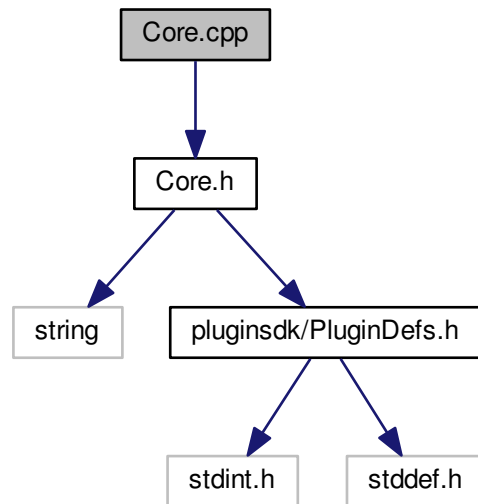 Core.cpp
Core.h
string
pluginsdk/PluginDefs.h
stdint.h
stddef.h